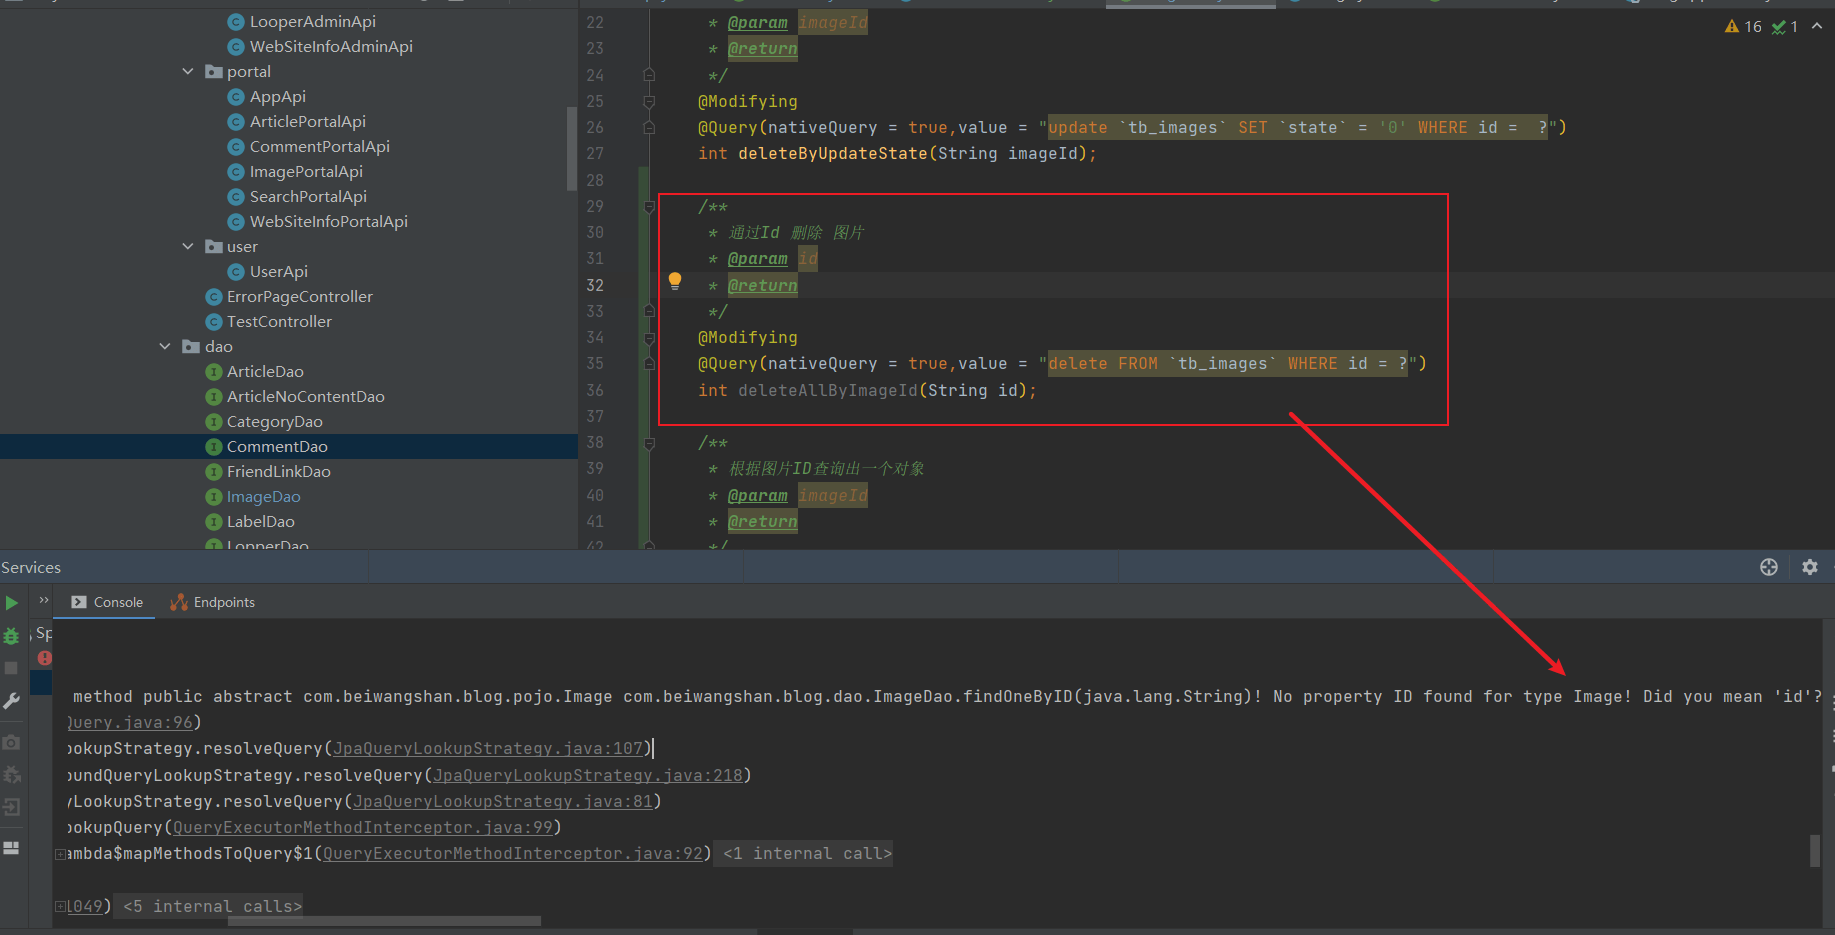 LooperAdminApi
WebSiteInfoAdminApi
portal
AppApi
ArticlePortalApi
CommentPortalApi
ImagePortalApi
SearchPortalApi
WebSiteInfoPortalApi
user
UserApi
ErrorPageController
TestController
dao
ArticleDao
ArticleNoContentDao
CategoryDao
CommentDao
FriendLinkDao
ImageDao
LabelDao
LopperDao
16 1
22 * @param imageId
23 * @return
24 */
25 @Modifying
26 @Query(nativeQuery = true,value = "update `tb_images` SET `state` = '0' WHERE id =  ?")
27 int deleteByUpdateState(String imageId);
28
29 /**
30 * 通过Id 删除 图片
31 * @param id
32 * @return
33 */
34 @Modifying
35 @Query(nativeQuery = true,value = "delete FROM `tb_images` WHERE id = ?")
36 int deleteAllByImageId(String id);
37
38 /**
39 * 根据图片ID查询出一个对象
40 * @param imageId
41 * @return
42 */
Services
Console Endpoints
Sp
method public abstract com.beiwangshan.blog.pojo.Image com.beiwangshan.blog.dao.ImageDao.findOneByID(java.lang.String)! No property ID found for type Image! Did you mean 'id'?
Query.java:96)
ookupStrategy.resolveQuery(JpaQueryLookupStrategy.java:107)
oundQueryLookupStrategy.resolveQuery(JpaQueryLookupStrategy.java:218)
yLookupStrategy.resolveQuery(JpaQueryLookupStrategy.java:81)
ookupQuery(QueryExecutorMethodInterceptor.java:99)
ambda$mapMethodsToQuery$1(QueryExecutorMethodInterceptor.java:92) <1 internal call>
1049) <5 internal calls>